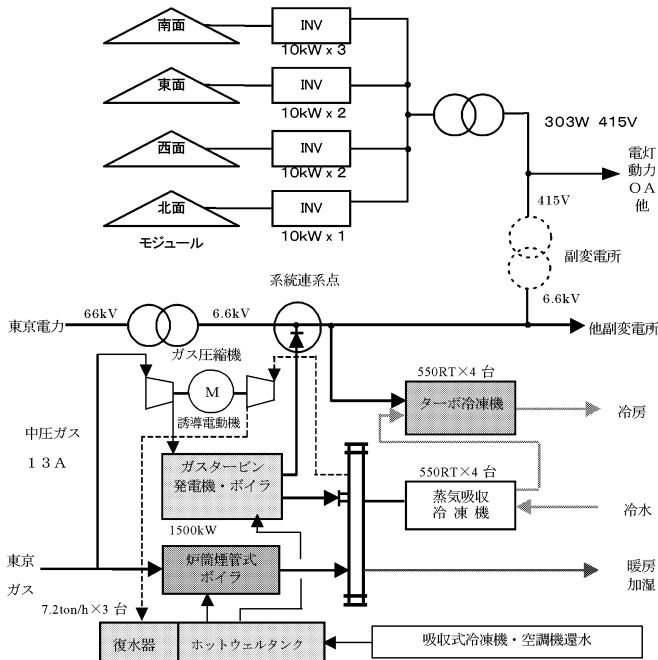 南面
INV
10kW x 3
東面
INV
10kW x 2
西面
INV
10kW x 2
北面
INV
10kW x 1
モジュール
303W 415V
電灯
動力
OA
他
415V
副変電所
6.6kV
系統連系点
東京電力
66kV
6.6kV
他副変電所
ガス圧縮機
M
誘導電動機
中圧ガス
13A
550RT×4 台
ターボ冷凍機
冷房
ガスタービン
発電機・ボイラ
1500kW
550RT×4 台
蒸気吸収
冷 凍 機
冷水
東京
ガス
炉筒煙管式
ボイラ
暖房
加湿
7.2ton/h×3 台
復水器
ホットウェルタンク
吸収式冷凍機・空調機還水